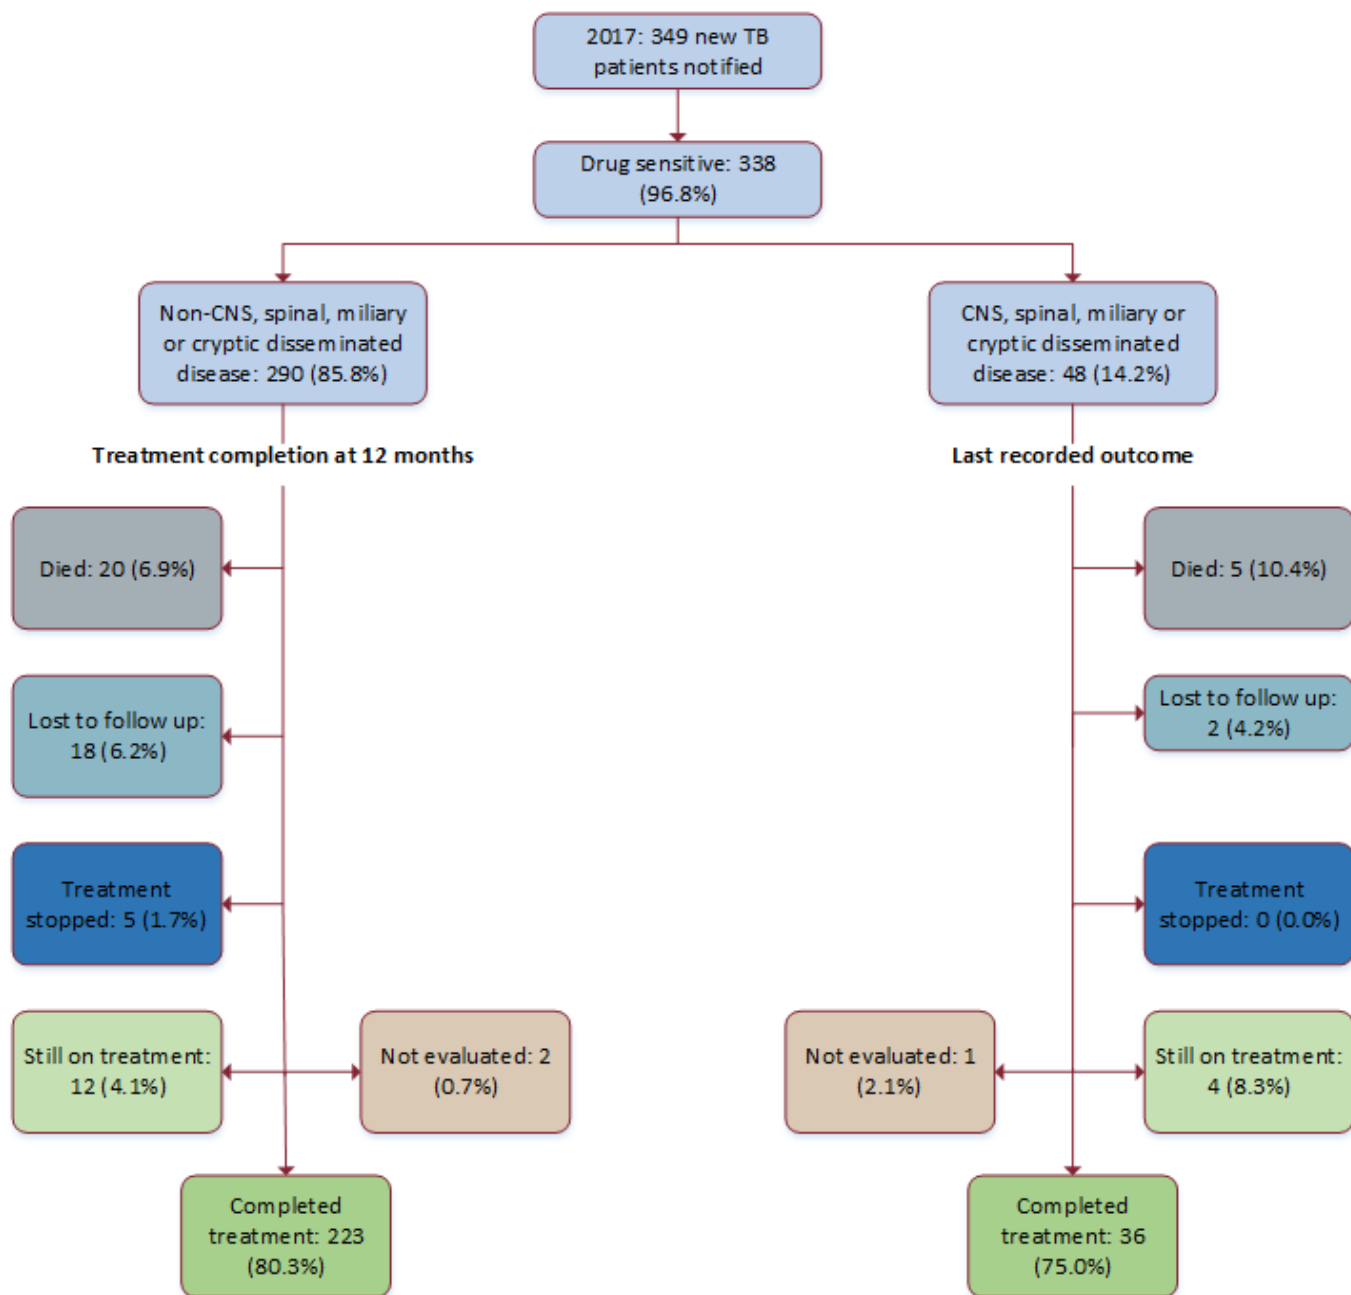 2017: 349 new TB
patients notified
Drug sensitive: 338
(96.8%)
Non-CNS, spinal, miliary
or cryptic disseminated
disease: 290 (85.8%)
CNS, spinal, miliary or
cryptic disseminated
disease: 48 (14.2%)
Treatment completion at 12 months
Last recorded outcome
Died: 20 (6.9%)
Died: 5 (10.4%)
Lost to follow up:
18 (6.2%)
Lost to follow up:
2 (4.2%)
Treatment
stopped: 5 (1.7%)
Treatment
stopped: 0 (0.0%)
Still on treatment:
12 (4.1%)
Not evaluated: 2
(0.7%)
Not evaluated: 1
(2.1%)
Still on treatment:
4 (8.3%)
Completed
treatment: 223
(80.3%)
Completed
treatment: 36
(75.0%)